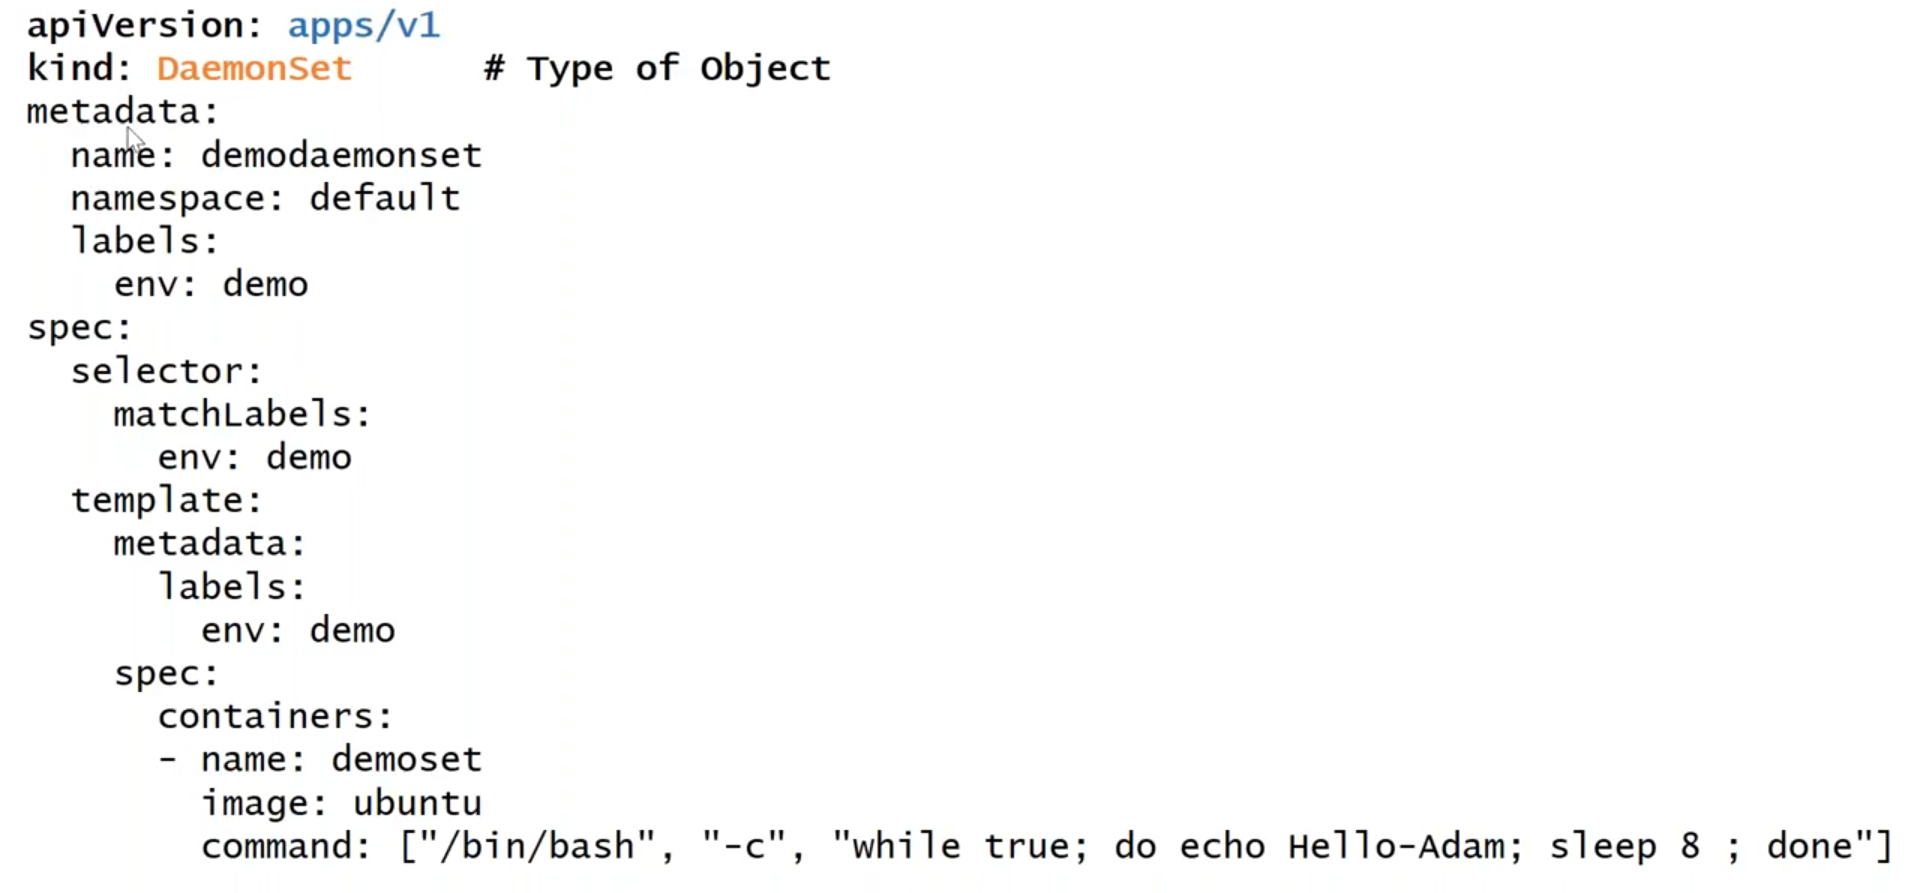 apiVersion: apps/v1
kind: DaemonSet      # Type of Object
metadata:
  name: demodaemonset
  namespace: default
  labels:
    env: demo
spec:
  selector:
    matchLabels:
      env: demo
  template:
    metadata:
      labels:
        env: demo
    spec:
      containers:
      - name: demoset
        image: ubuntu
        command: ["/bin/bash", "-c", "while true; do echo Hello-Adam; sleep 8 ; done"]